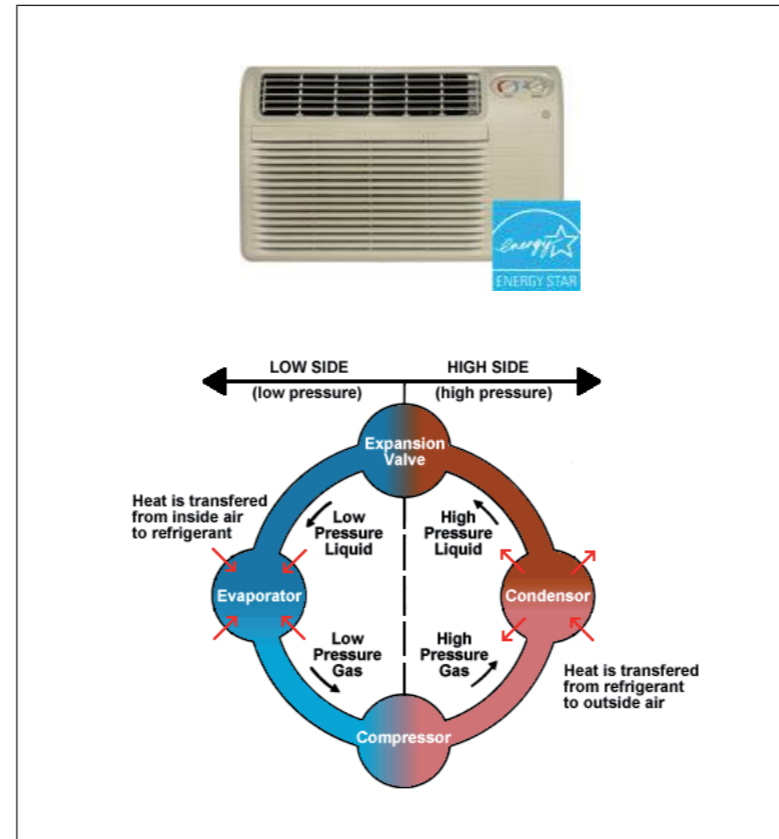 energy
ENERGY STAR
LOW SIDE
(low pressure)
HIGH SIDE
(high pressure)
Expansion
Valve
Heat is transfered
from inside air
to refrigerant
Low
Pressure
Liquid
High
Pressure
Liquid
Evaporator
Condensor
Low
Pressure
Gas
High
Pressure
Gas
Heat is transfered
from refrigerant
to outside air
Compressor